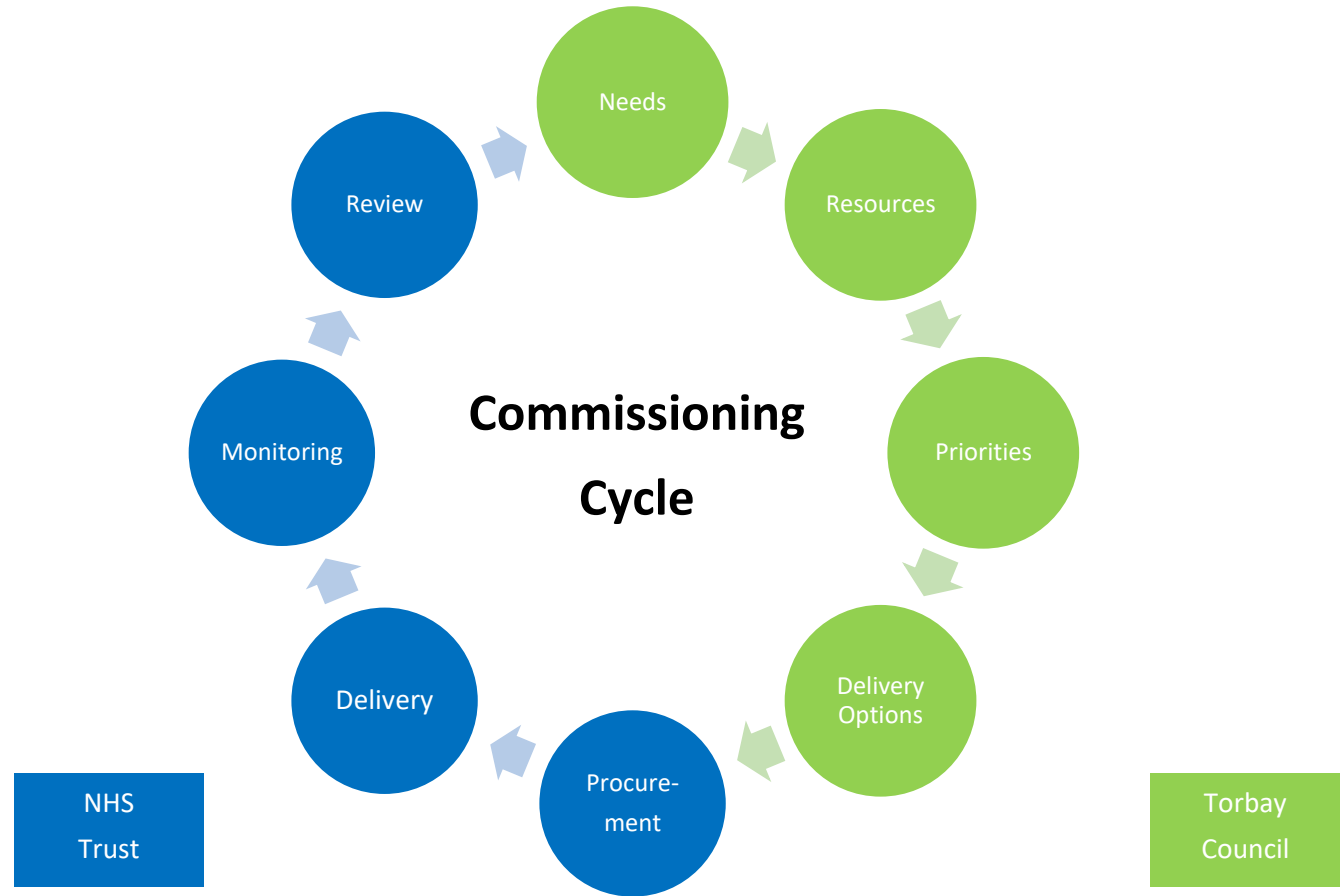 Needs
Resources
Priorities
Delivery
Options
Procure-
ment
Delivery
Monitoring
Review
Commissioning
Cycle
NHS
Trust
Torbay
Council